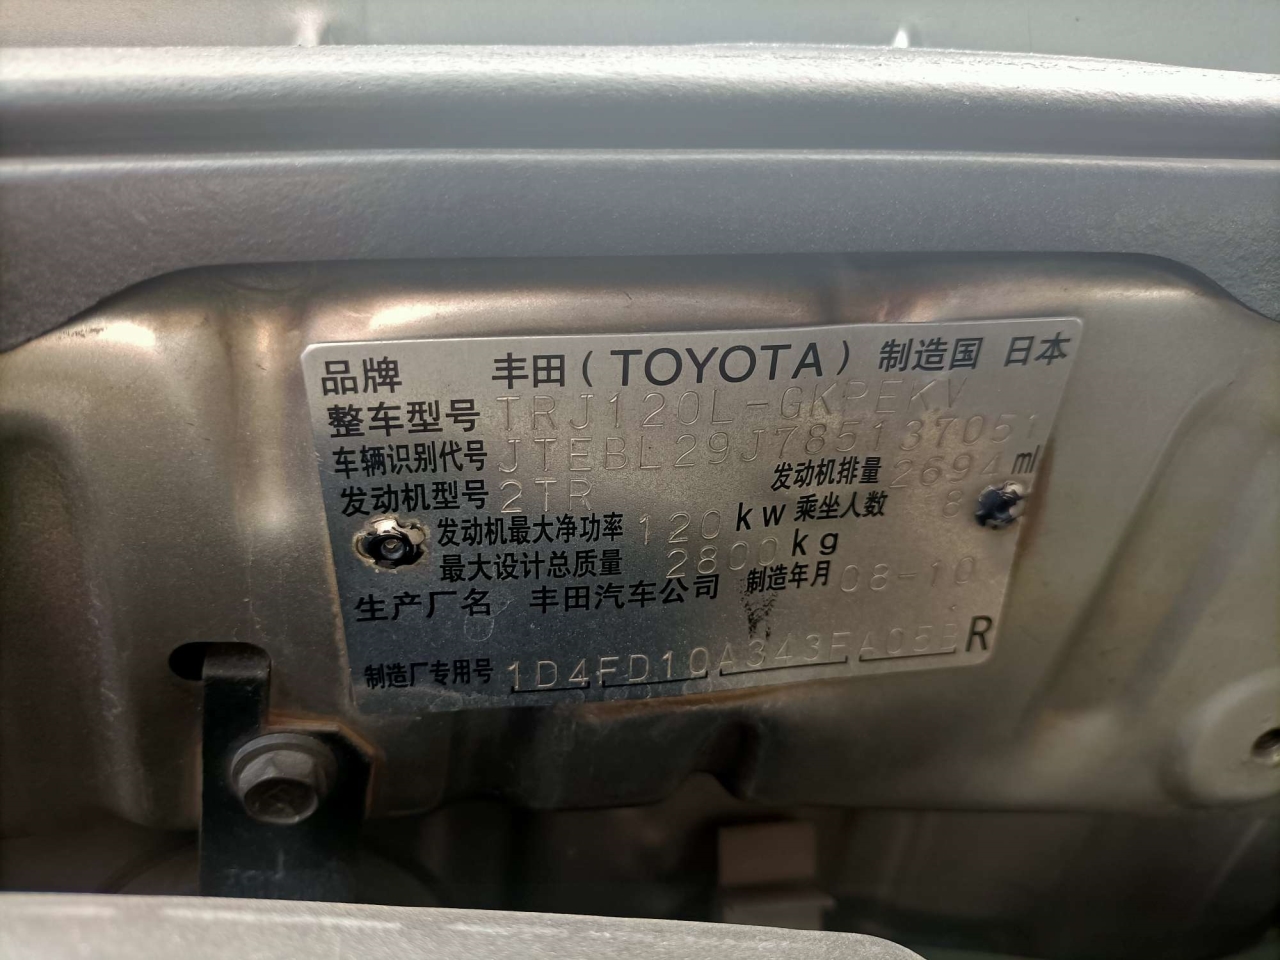 品牌 丰田(TOYOTA) 制造国 日本
整车型号 TRJ120L-GKPEKV
车辆识别代号 JTEBL29J785137051
发动机型号 2TR 发动机排量 2694 ml
发动机最大净功率 120 kw 乘坐人数 8
最大设计总质量 2800 kg
生产厂名 丰田汽车公司 制造年月 08-10
制造厂专用号 1D4FD10A343FA05 R